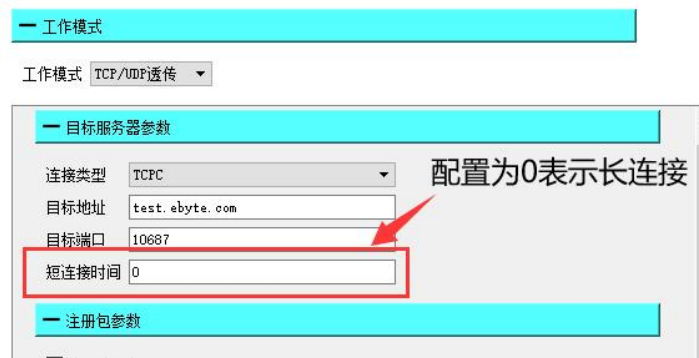 一 工作模式
工作模式 TCP/UDP透传
一 目标服务器参数
连接类型 TCPC
配置为0表示长连接
目标地址 test.ebyte.com
目标端口 10687
短连接时间 0
一 注册包参数